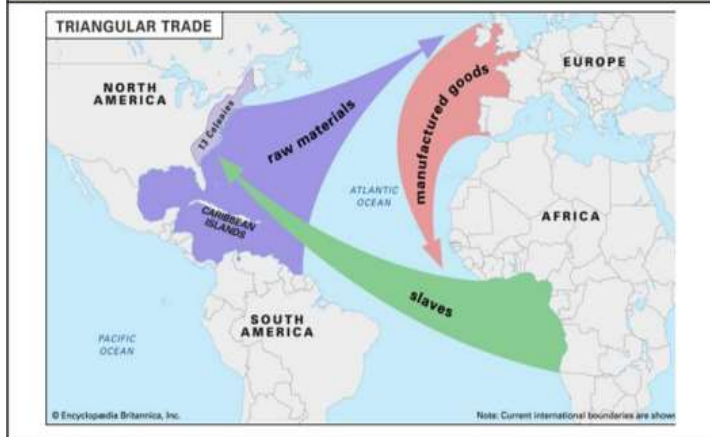 TRIANGULAR TRADE
NORTH
AMERICA
13 Colonies
raw materials
manufactured goods
EUROPE
ATLANTIC
OCEAN
CARIBBEAN
ISLANDS
AFRICA
slaves
SOUTH
AMERICA
PACIFIC
OCEAN
© Encyclopædia Britannica, Inc.
Note: Current international boundaries are shown